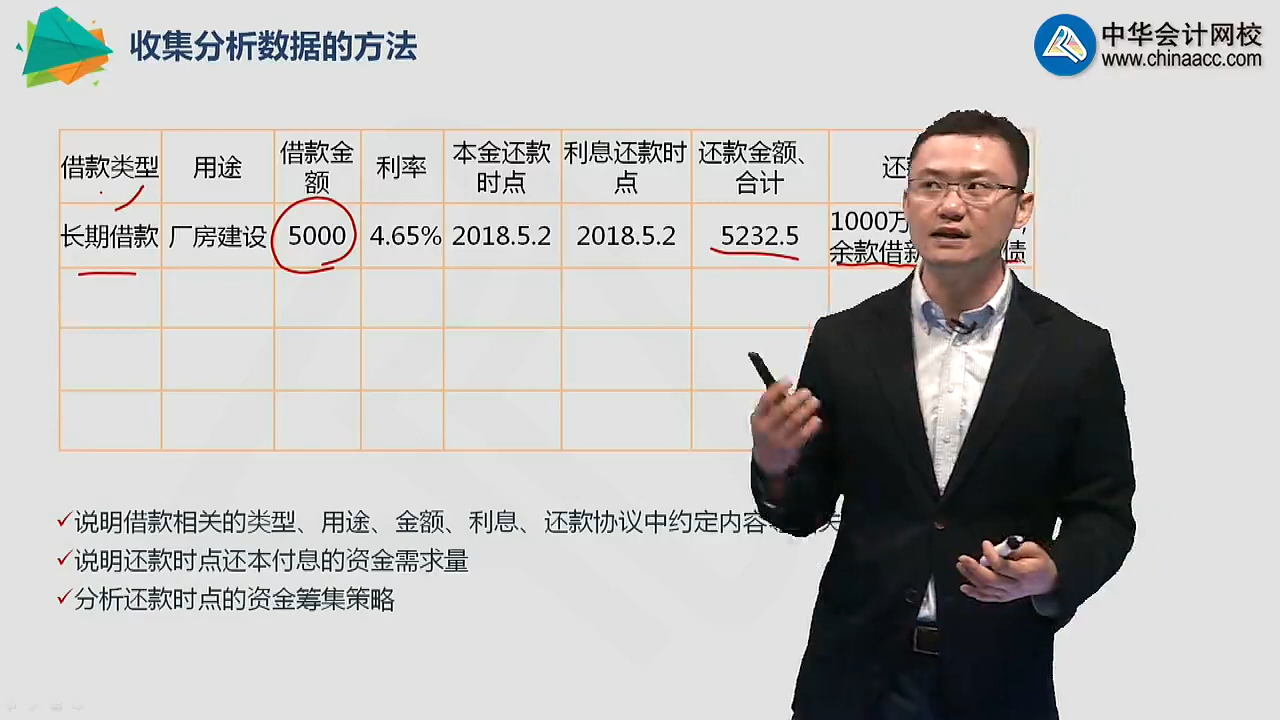 收集分析数据的方法
中华会计网校
www.chinaacc.com
借款类型 用途 借款金额 利率 本金还款时点 利息还款时点 还款金额、合计 还
长期借款 厂房建设 5000 4.65% 2018.5.2 2018.5.2 5232.5 1000万
余款借 债
说明借款相关的类型、用途、金额、利息、还款协议中约定内容
说明还款时点还本付息的资金需求量
分析还款时点的资金筹集策略